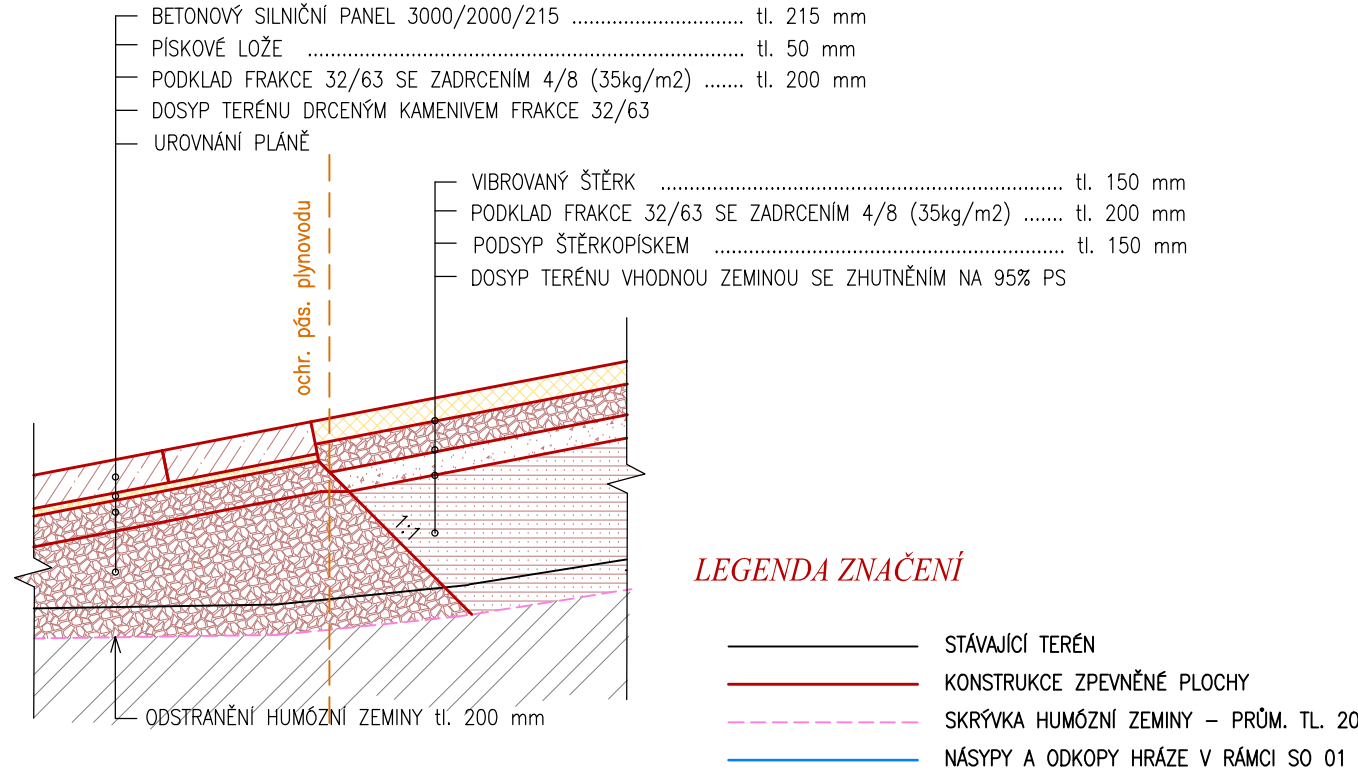 BETONOVÝ SILNIČNÍ PANEL 3000/2000/215 ......................... tl. 215 mm
PÍSKOVÉ LOŽE ............................................................................ tl. 50 mm
PODKLAD FRAKCE 32/63 SE ZADRCENÍM 4/8 (35kg/m2) ....... tl. 200 mm
DOSYP TERÉNU DRCENÝM KAMENIVEM FRAKCE 32/63
UROVNÁNÍ PLÁNĚ
VIBROVANÝ ŠTĚRK ...................................................................... tl. 150 mm
PODKLAD FRAKCE 32/63 SE ZADRCENÍM 4/8 (35kg/m2) ....... tl. 200 mm
PODSYP ŠTĚRKOPÍSKEM ............................................................. tl. 150 mm
DOSYP TERÉNU VHODNOU ZEMINOU SE ZHUTNĚNÍM NA 95% PS
ochr. pás. plynovodu
1:1
ODSTRANĚNÍ HUMÓZNÍ ZEMINY tl. 200 mm
LEGENDA ZNAČENÍ
STÁVAJÍCÍ TERÉN
KONSTRUKCE ZPEVNĚNÉ PLOCHY
SKRÝVKA HUMÓZNÍ ZEMINY – PRŮM. TL. 20
NÁSYPY A ODKOPY HRÁZE V RÁMCI SO 01